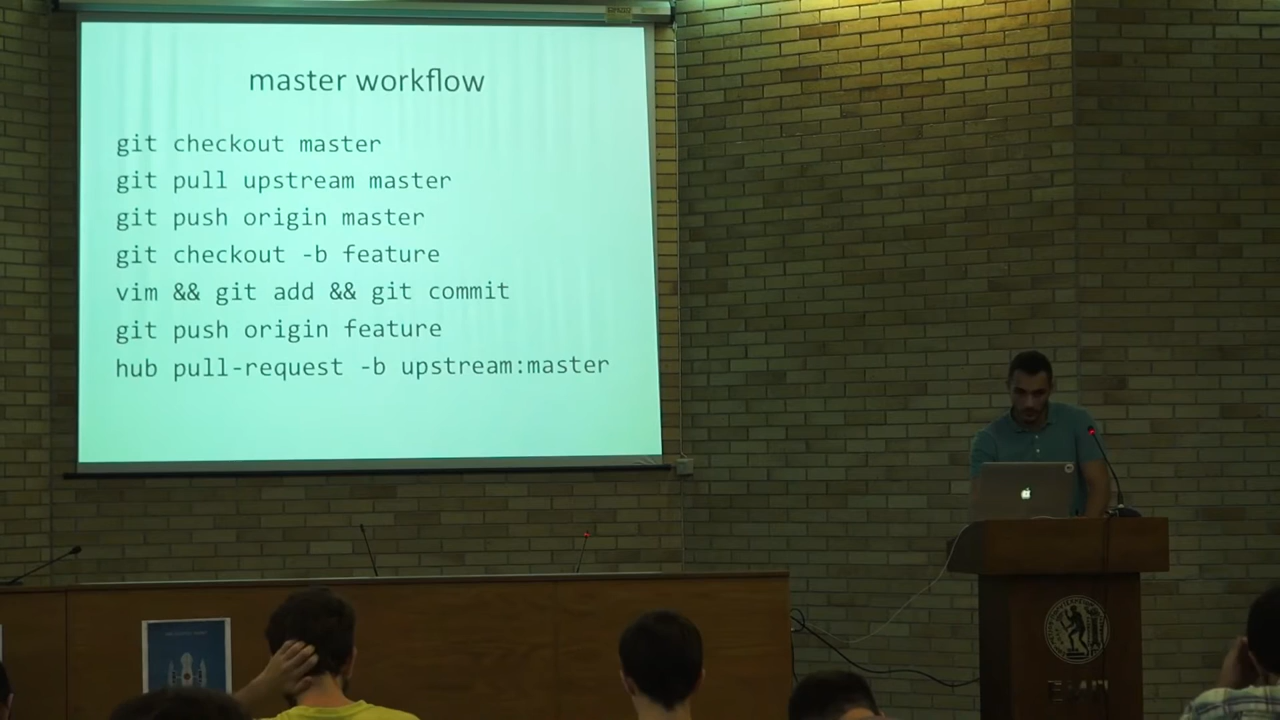 master workflow
git checkout master
git pull upstream master
git push origin master
git checkout -b feature
vim && git add && git commit
git push origin feature
hub pull-request -b upstream:master
ΕΜΠ